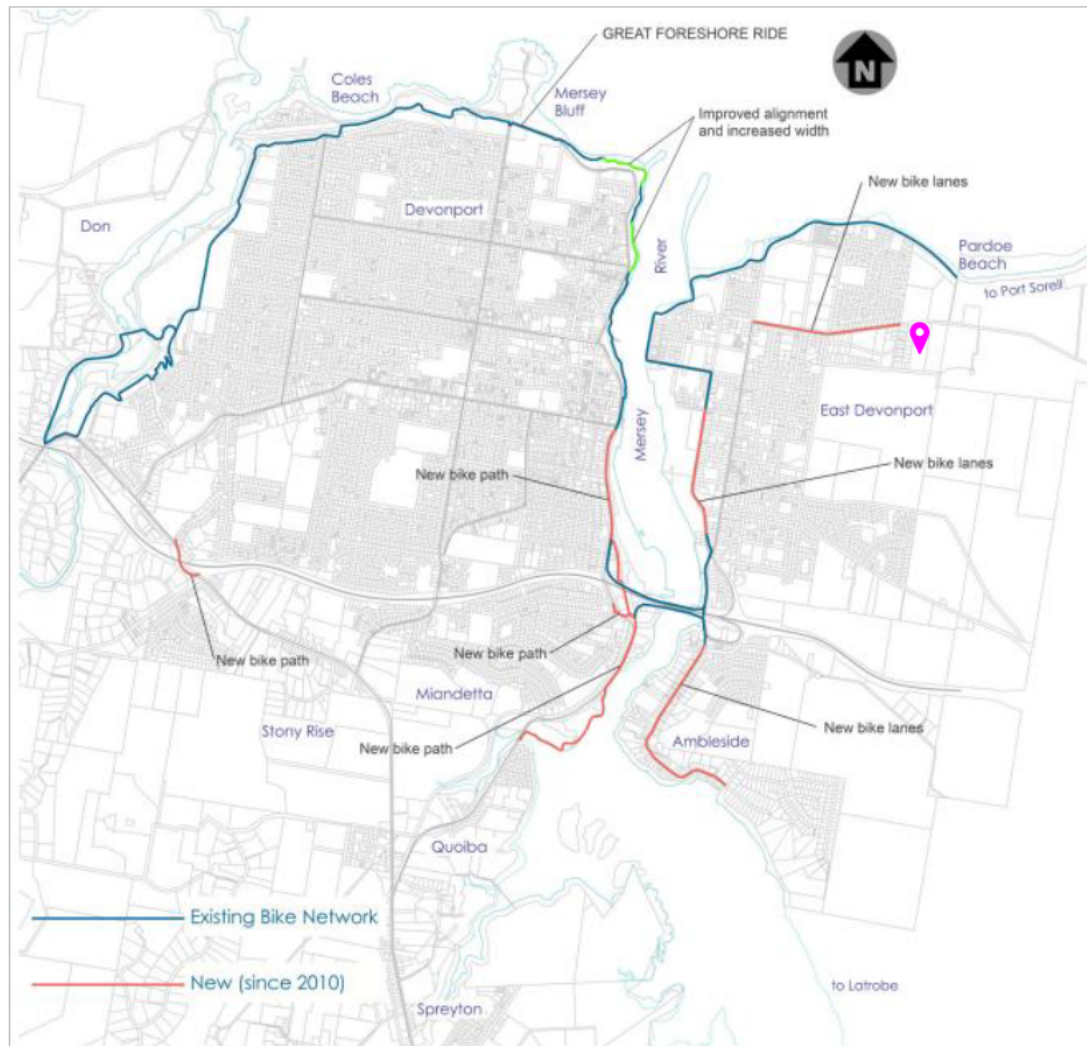 GREAT FORESHORE RIDE
N
Coles
Beach
Mersey
Bluff
Improved alignment
and increased width
New bike lanes
Don
Devonport
River
Pardoe
Beach
to Port Sorell
East Devonport
Mersey
New bike path
New bike lanes
New bike path
New bike path
Miandetta
Stony Rise
New bike path
Ambleside
New bike lanes
Quoiba
Existing Bike Network
New (since 2010)
to Latrobe
Spreyton